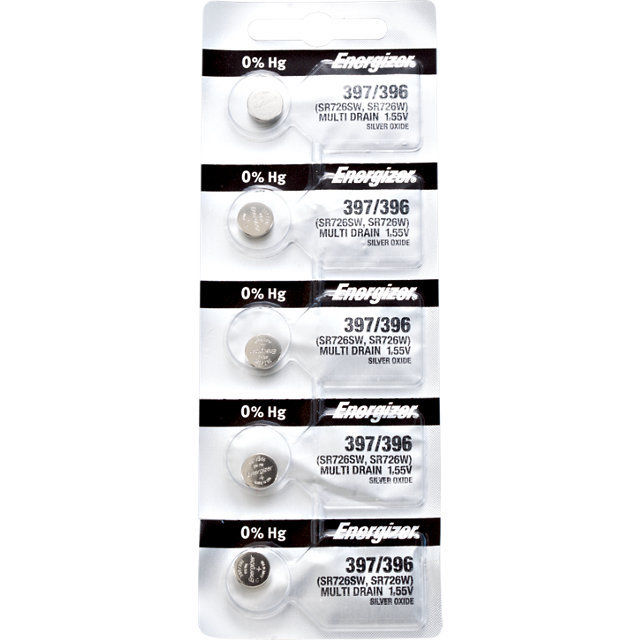 0% Hg Energizer
397/396
(SR726SW, SR726W)
MULTI DRAIN 1.55V
SILVER OXIDE
0% Hg Energizer
397/396
(SR726SW, SR726W)
MULTI DRAIN 1.55V
SILVER OXIDE
0% Hg Energizer
397/396
(SR726SW, SR726W)
MULTI DRAIN 1.55V
SILVER OXIDE
0% Hg Energizer
397/396
(SR726SW, SR726W)
MULTI DRAIN 1.55V
SILVER OXIDE
0% Hg Energizer
397/396
(SR726SW, SR726W)
MULTI DRAIN 1.55V
SILVER OXIDE
Energizer
+